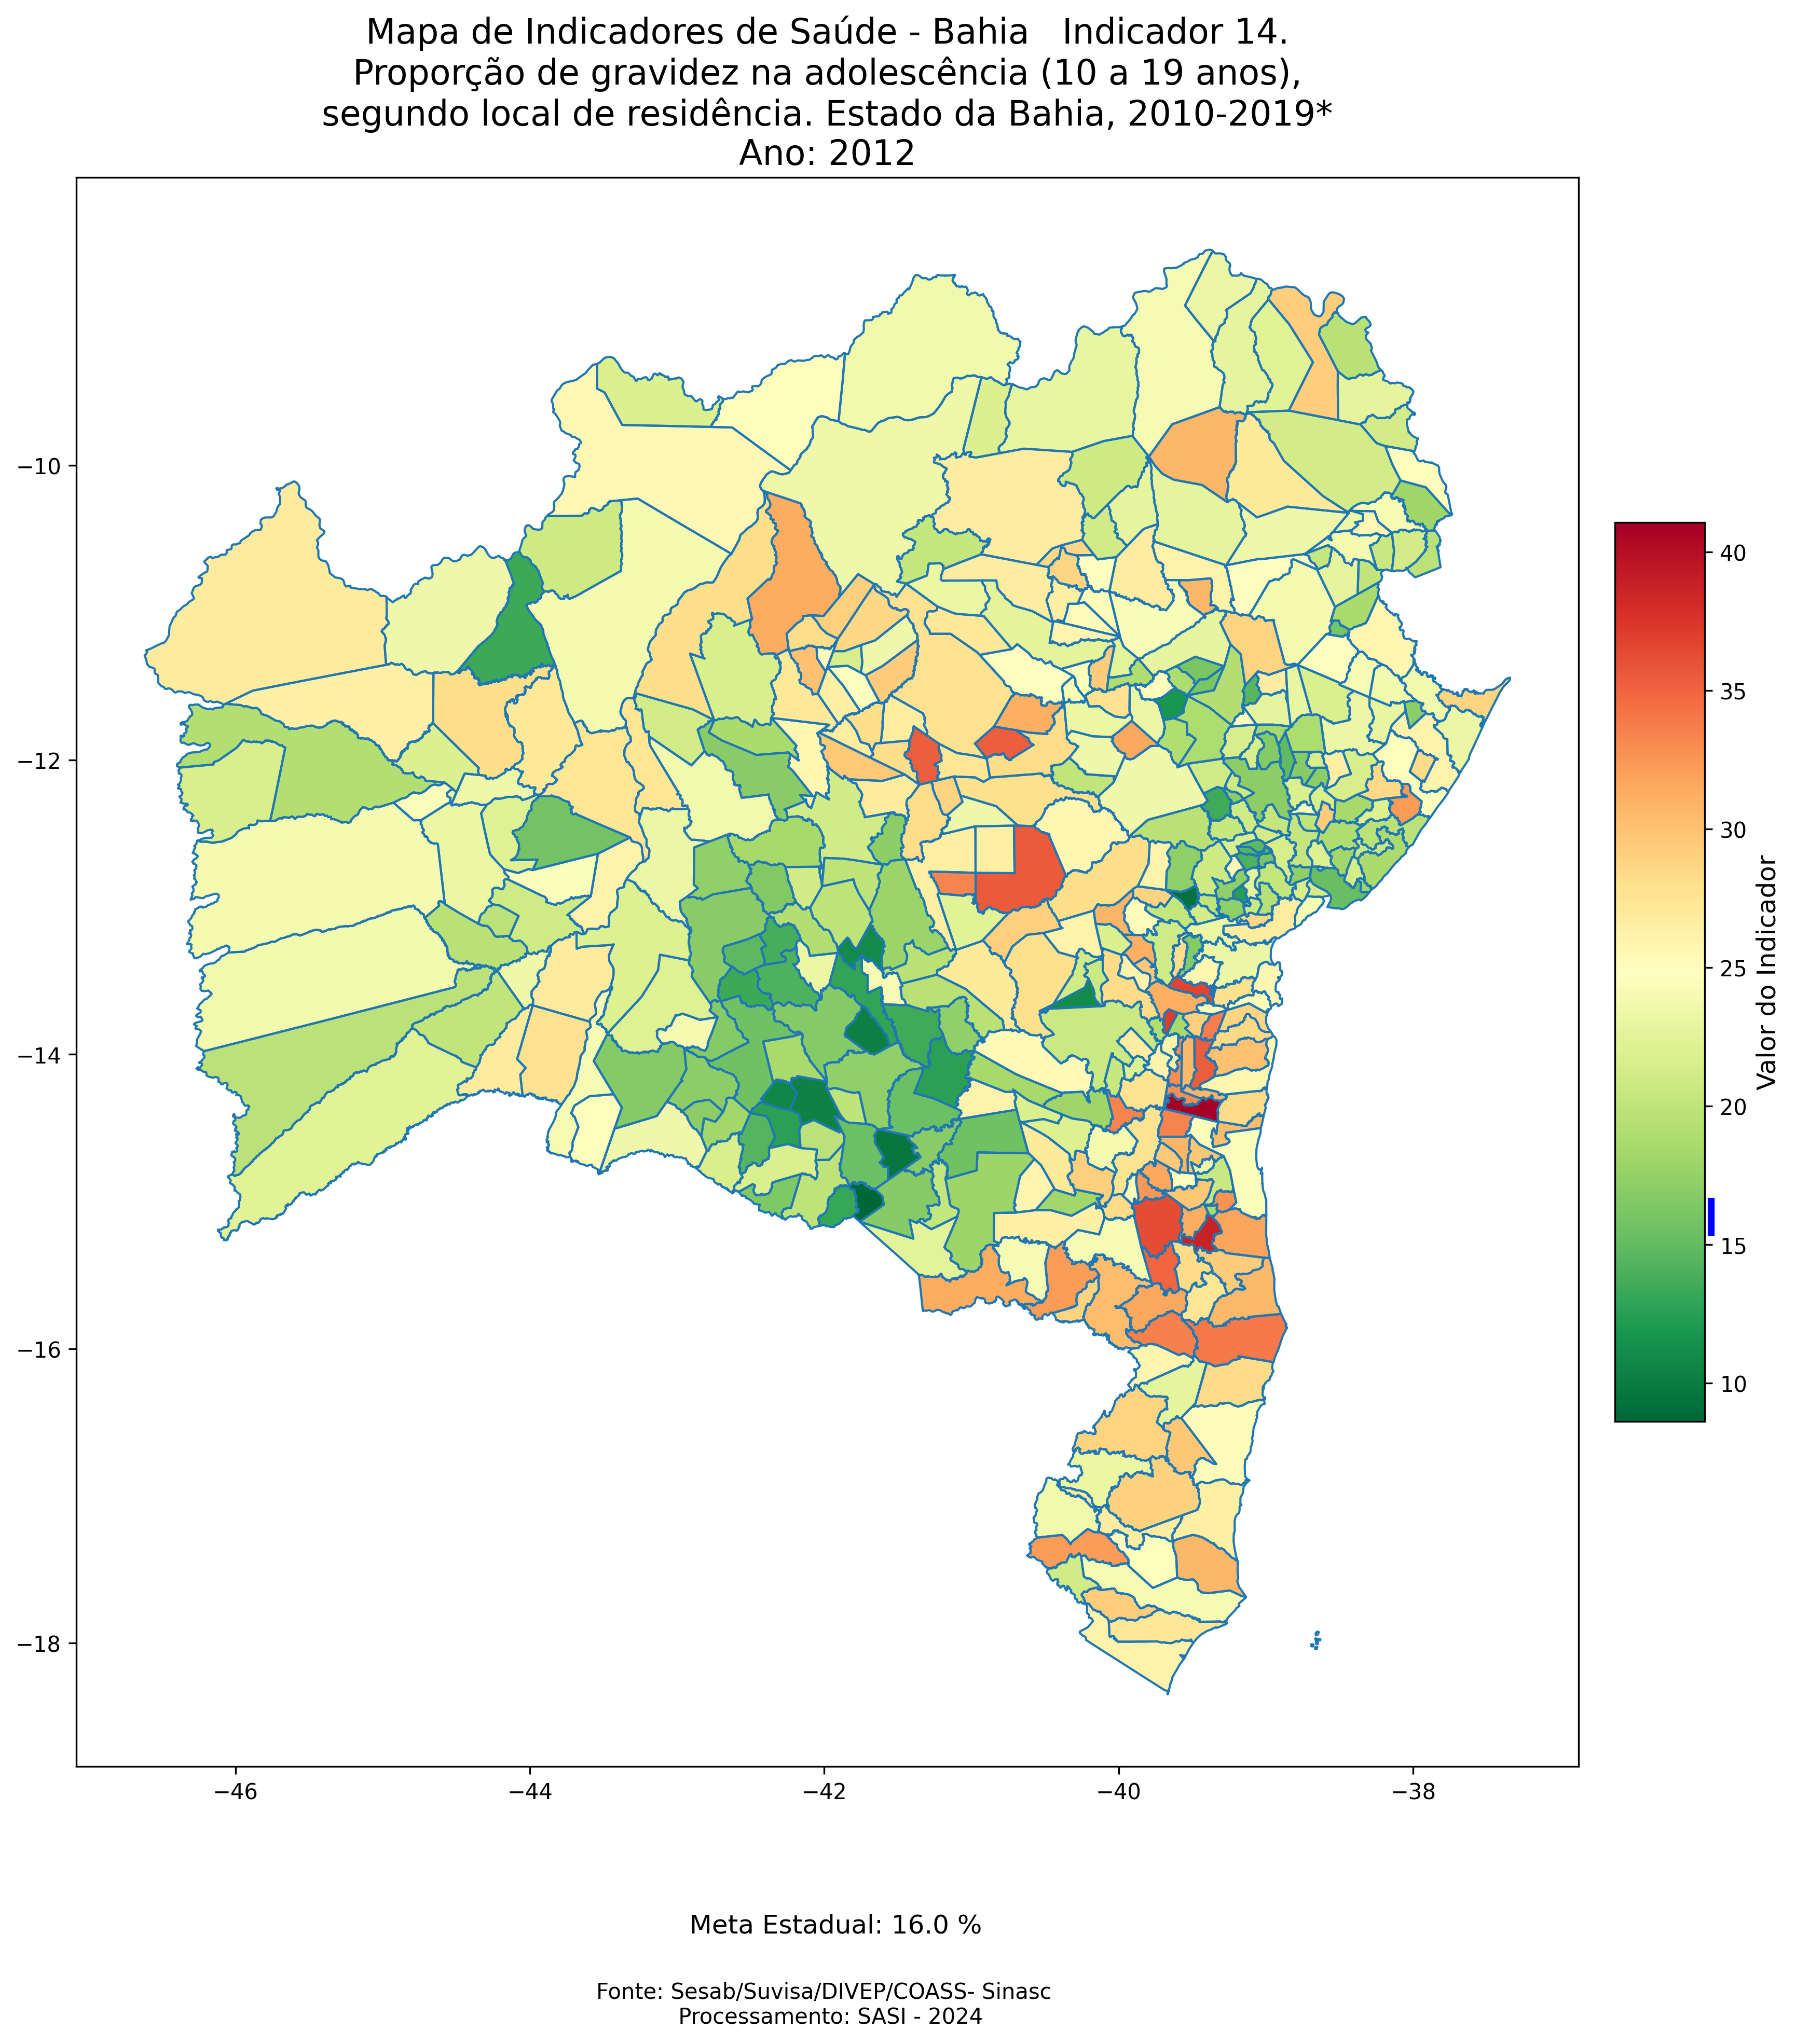 Mapa de Indicadores de Saúde - Bahia   Indicador 14.
Proporção de gravidez na adolescência (10 a 19 anos),
segundo local de residência. Estado da Bahia, 2010-2019*
Ano: 2012
−10
−12
−14
−16
−18
−46
−44
−42
−40
−38
40
35
30
25
20
15
10
Valor do Indicador
Meta Estadual: 16.0 %
Fonte: Sesab/Suvisa/DIVEP/COASS- Sinasc
Processamento: SASI - 2024